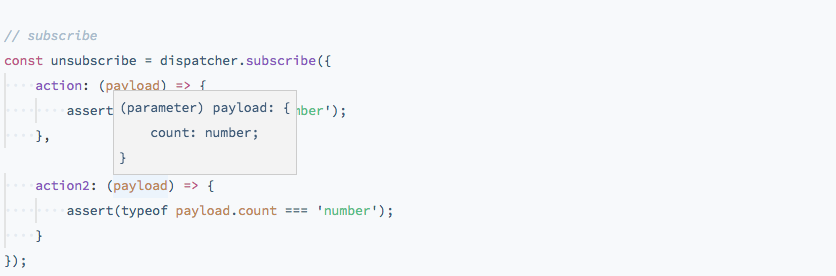 // subscribe
const unsubscribe = dispatcher.subscribe({
action: (payload) => {
assert mber');
(parameter) payload: {
count: number;
}
},
action2: (payload) => {
assert(typeof payload.count === 'number');
}
});